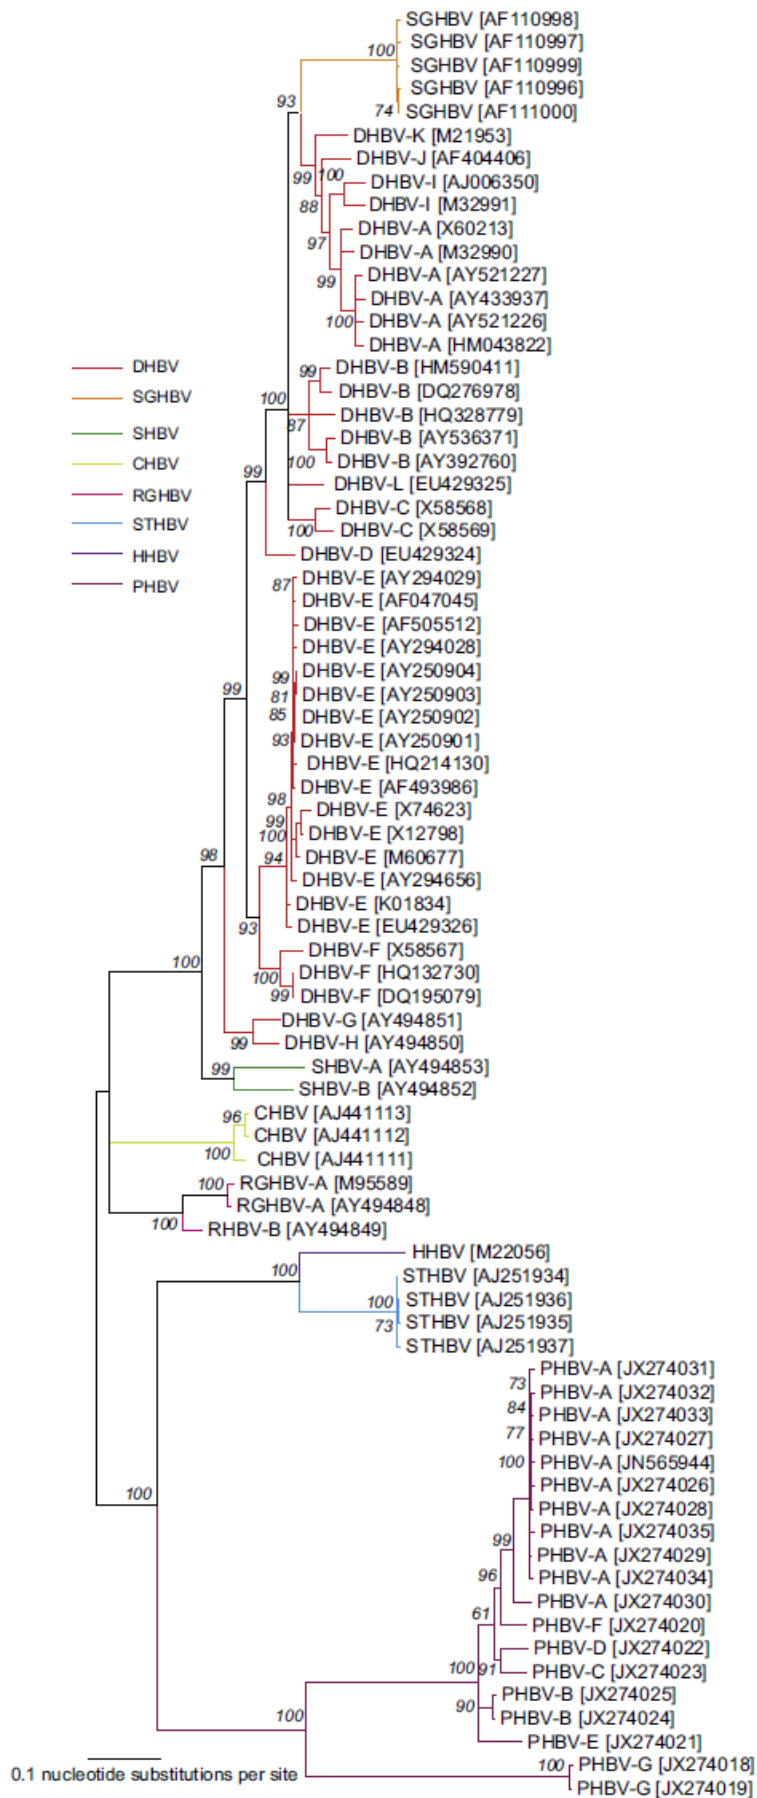 SGHBV [AF110998]
SGHBV [AF110997]
100
SGHBV [AF110999]
SGHBV [AF110996]
93
74
SGHBV [AF111000]
DHBV-K [M21953]
DHBV-J [AF404406]
99
100
DHBV-I [AJ006350]
88
DHBV-I [M32991]
DHBV-A [X60213]
97
DHBV-A [M32990]
DHBV-A [AY521227]
99
DHBV-A [AY433937]
100
DHBV-A [AY521226]
DHBV-A [HM043822]
DHBV
SGHBV
SHBV
CHBV
RGHBV
STHBV
HHBV
PHBV
99
DHBV-B [HM590411]
DHBV-B [DQ276978]
100
DHBV-B [HQ328779]
87
DHBV-B [AY536371]
100
DHBV-B [AY392760]
99
DHBV-L [EU429325]
DHBV-C [X58568]
100
DHBV-C [X58569]
DHBV-D [EU429324]
87
DHBV-E [AY294029]
DHBV-E [AF047045]
DHBV-E [AF505512]
DHBV-E [AY294028]
99
DHBV-E [AY250904]
99
81
DHBV-E [AY250903]
85
DHBV-E [AY250902]
93
DHBV-E [AY250901]
DHBV-E [HQ214130]
DHBV-E [AF493986]
98
DHBV-E [X74623]
99
100
DHBV-E [X12798]
98
94
DHBV-E [M60677]
DHBV-E [AY294656]
DHBV-E [K01834]
93
DHBV-E [EU429326]
DHBV-F [X58567]
100
100
DHBV-F [HQ132730]
99
DHBV-F [DQ195079]
DHBV-G [AY494851]
99
DHBV-H [AY494850]
99
SHBV-A [AY494853]
SHBV-B [AY494852]
96
CHBV [AJ441113]
CHBV [AJ441112]
100
CHBV [AJ441111]
100
RGHBV-A [M95589]
RGHBV-A [AY494848]
100
RHBV-B [AY494849]
HHBV [M22056]
100
STHBV [AJ251934]
100
STHBV [AJ251936]
73
STHBV [AJ251935]
STHBV [AJ251937]
PHBV-A [JX274031]
73
PHBV-A [JX274032]
84
PHBV-A [JX274033]
77
PHBV-A [JX274027]
100
PHBV-A [JN565944]
PHBV-A [JX274026]
100
PHBV-A [JX274028]
PHBV-A [JX274035]
99
PHBV-A [JX274029]
96
PHBV-A [JX274034]
PHBV-A [JX274030]
61
PHBV-F [JX274020]
PHBV-D [JX274022]
100
91
PHBV-C [JX274023]
PHBV-B [JX274025]
90
PHBV-B [JX274024]
100
PHBV-E [JX274021]
100
PHBV-G [JX274018]
0.1 nucleotide substitutions per site
PHBV-G [JX274019]